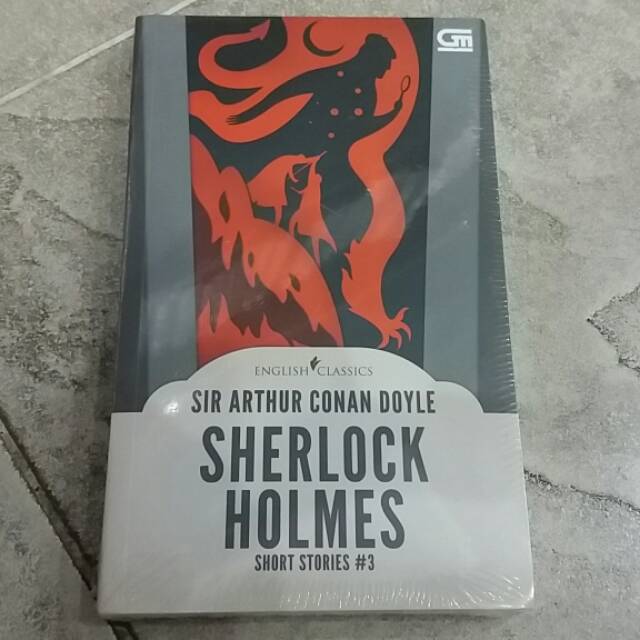 GM
ENGLISH CLASSICS
SIR ARTHUR CONAN DOYLE
SHERLOCK
HOLMES
SHORT STORIES #3